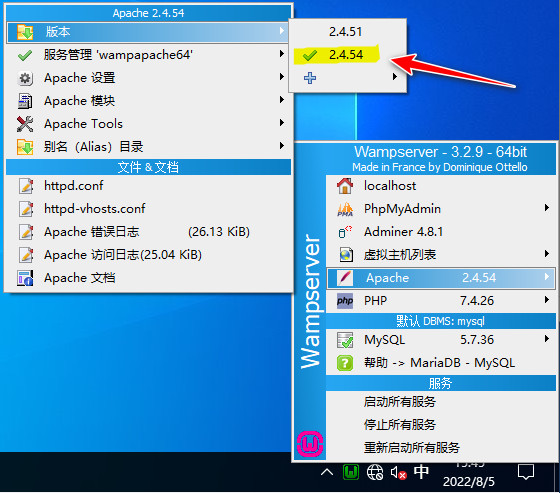 Apache 2.4.54
版本
服务管理 'wampapache64'
Apache 设置
Apache 模块
Apache Tools
别名（Alias）目录
文件 & 文档
httpd.conf
httpd-vhosts.conf
Apache 错误日志 (26.13 KiB)
Apache 访问日志(25.04 KiB)
Apache 文档
2.4.51
2.4.54
Wampserver
Wampserver - 3.2.9 - 64bit
Made in France by Dominique Ottello
localhost
PhpMyAdmin
Adminer 4.8.1
虚拟主机列表
Apache 2.4.54
PHP 7.4.26
默认 DBMS: mysql
MySQL 5.7.36
帮助 -> MariaDB - MySQL
服务
启动所有服务
停止所有服务
重新启动所有服务
中
2022/8/5